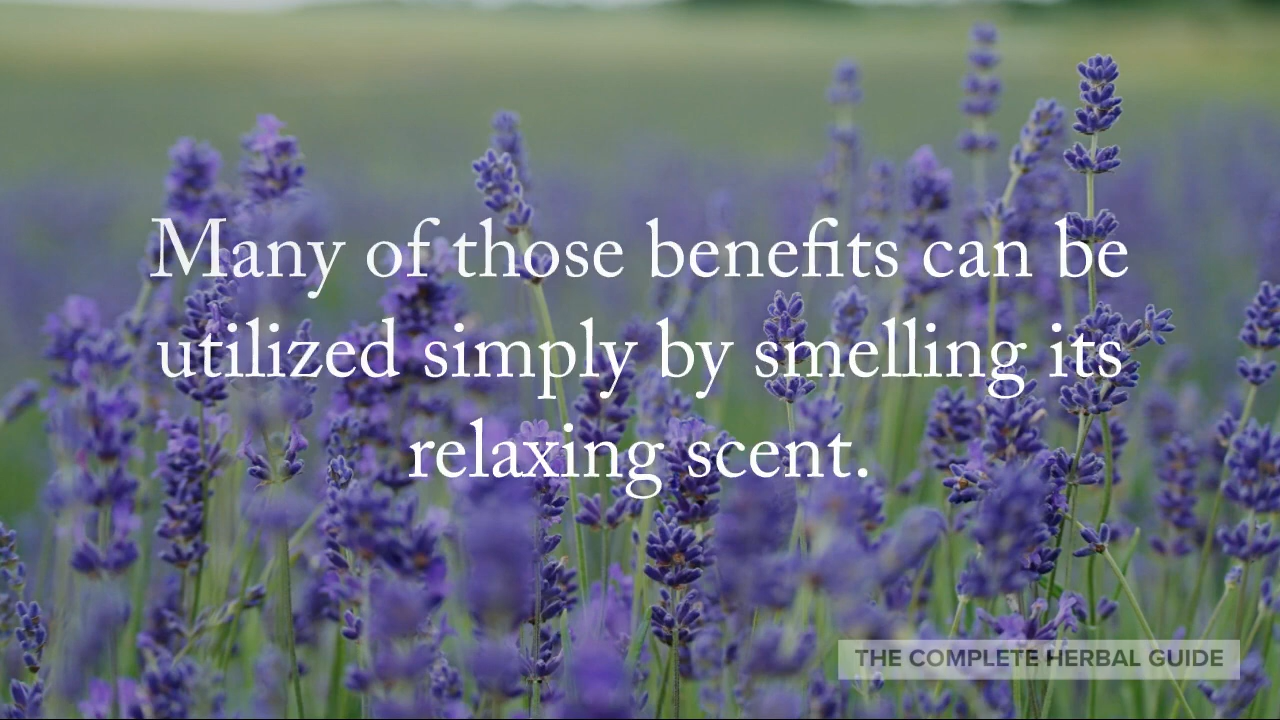 Many of those benefits can be
utilized simply by smelling its
relaxing scent.
THE COMPLETE HERBAL GUIDE